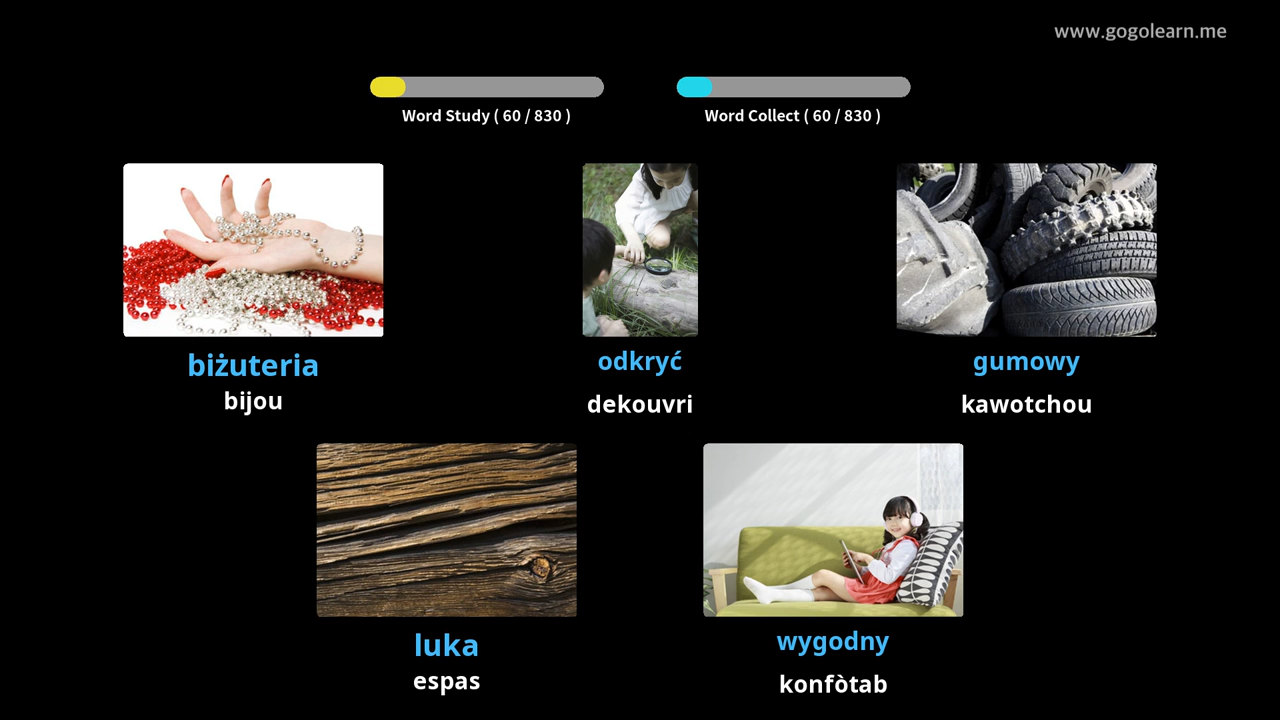 www.gogolearn.me
Word Study ( 60 / 830 )
Word Collect ( 60 / 830 )
biżuteria
bijou
odkryć
dekouvri
gumowy
kawotchou
luka
espas
wygodny
konfòtab